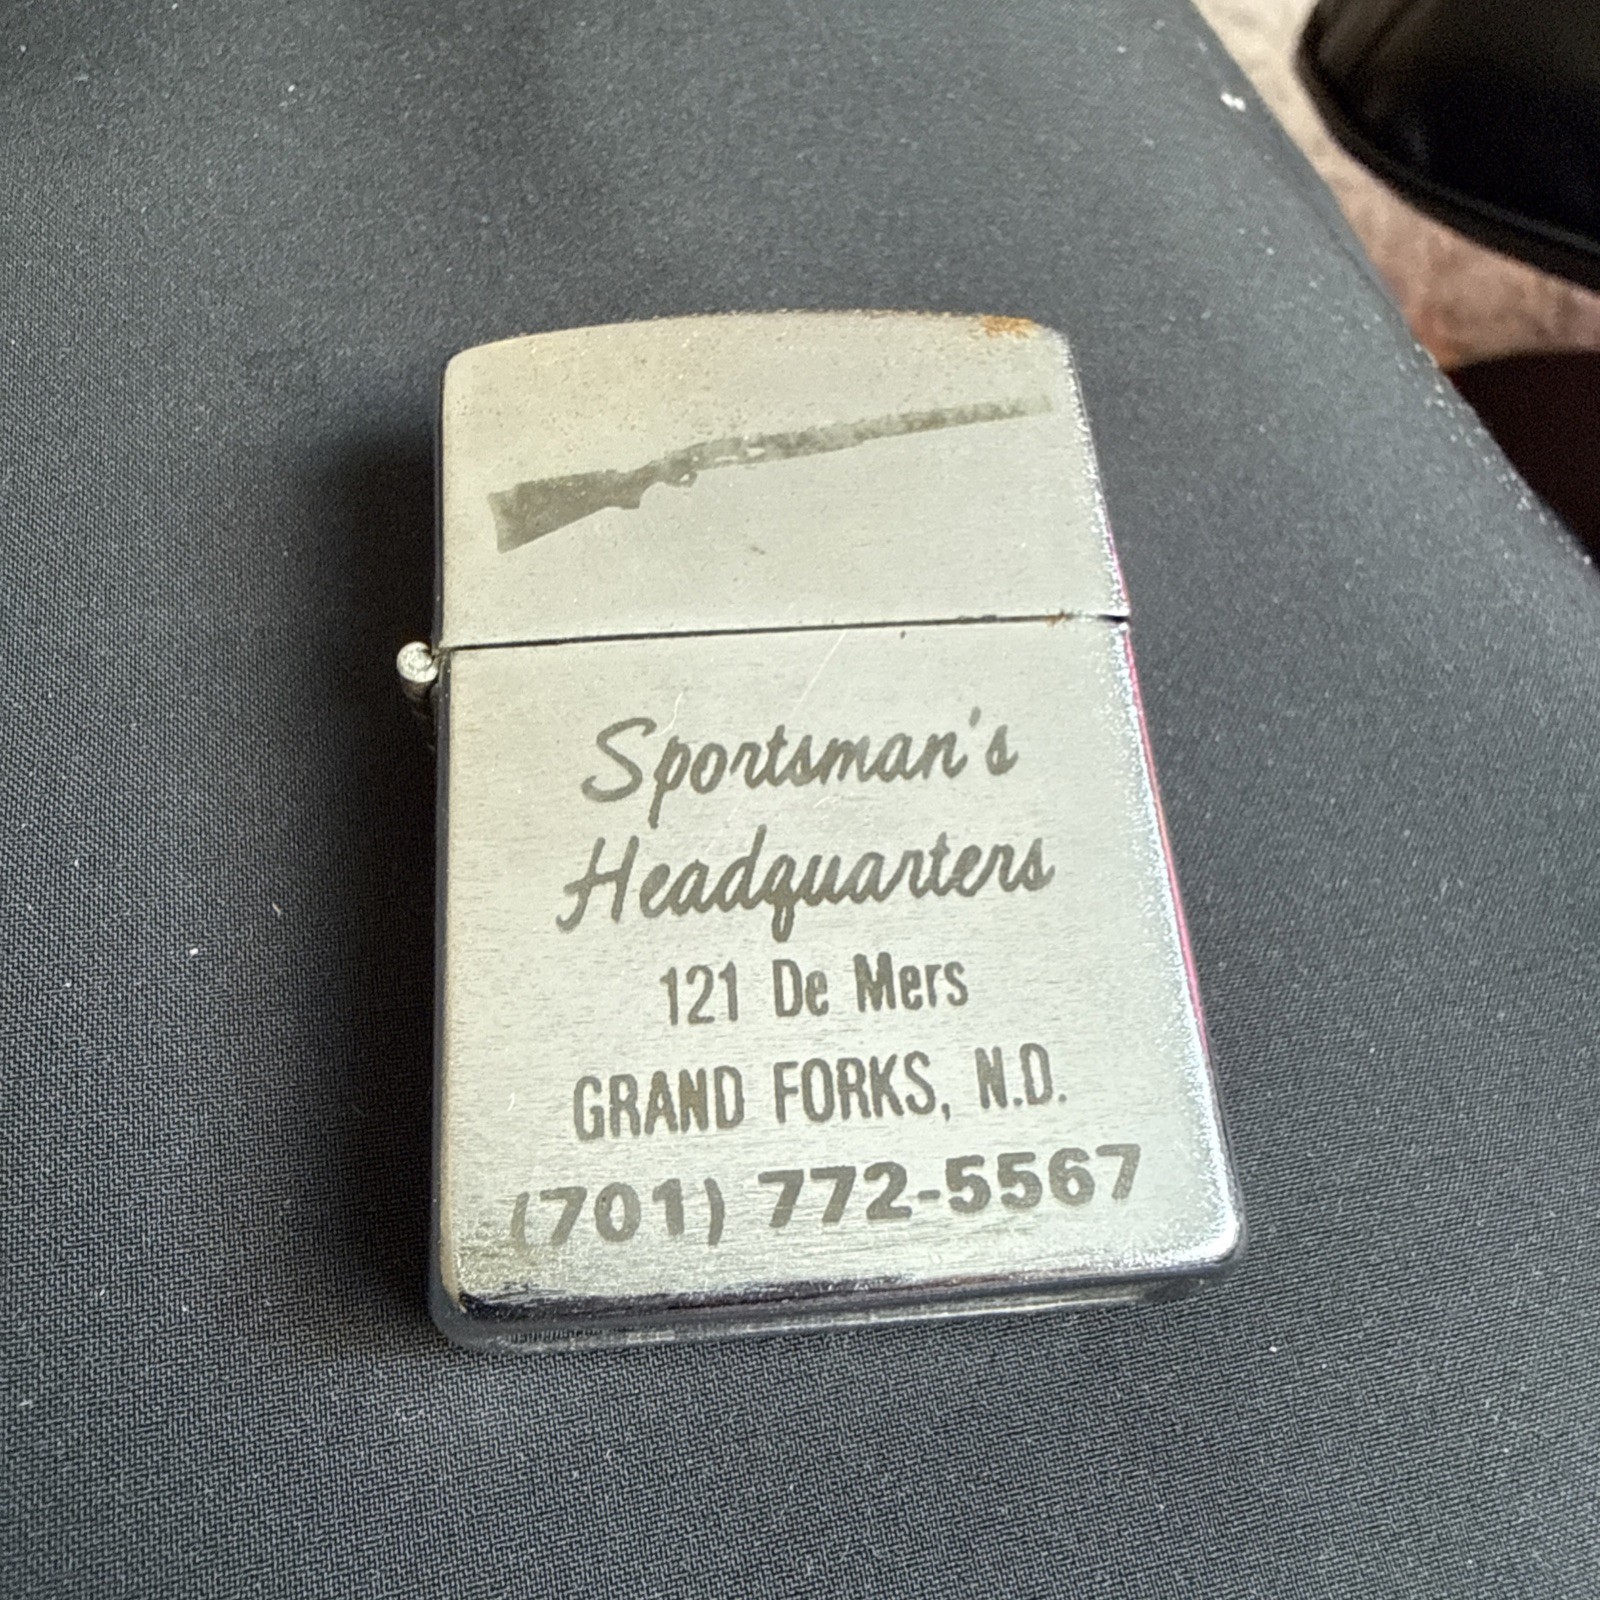 Sportsman's
Headquarters
121 De Mers
GRAND FORKS, N.D.
(701) 772-5567